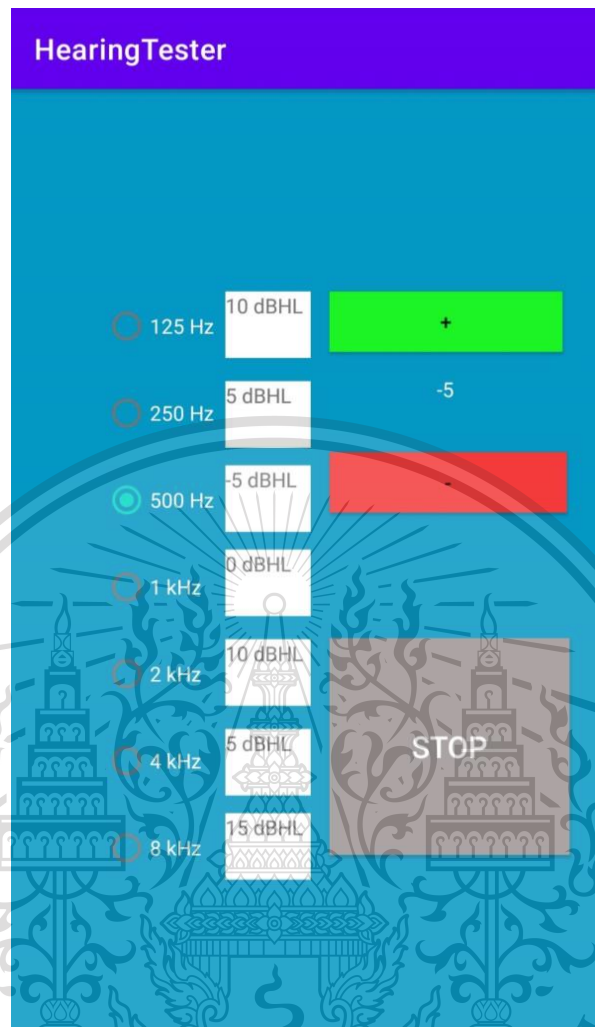 HearingTester
125 Hz
10 dBHL
+
250 Hz
5 dBHL
-5
500 Hz
-5 dBHL
-
1 kHz
0 dBHL
2 kHz
10 dBHL
4 kHz
5 dBHL
STOP
8 kHz
15 dBHL